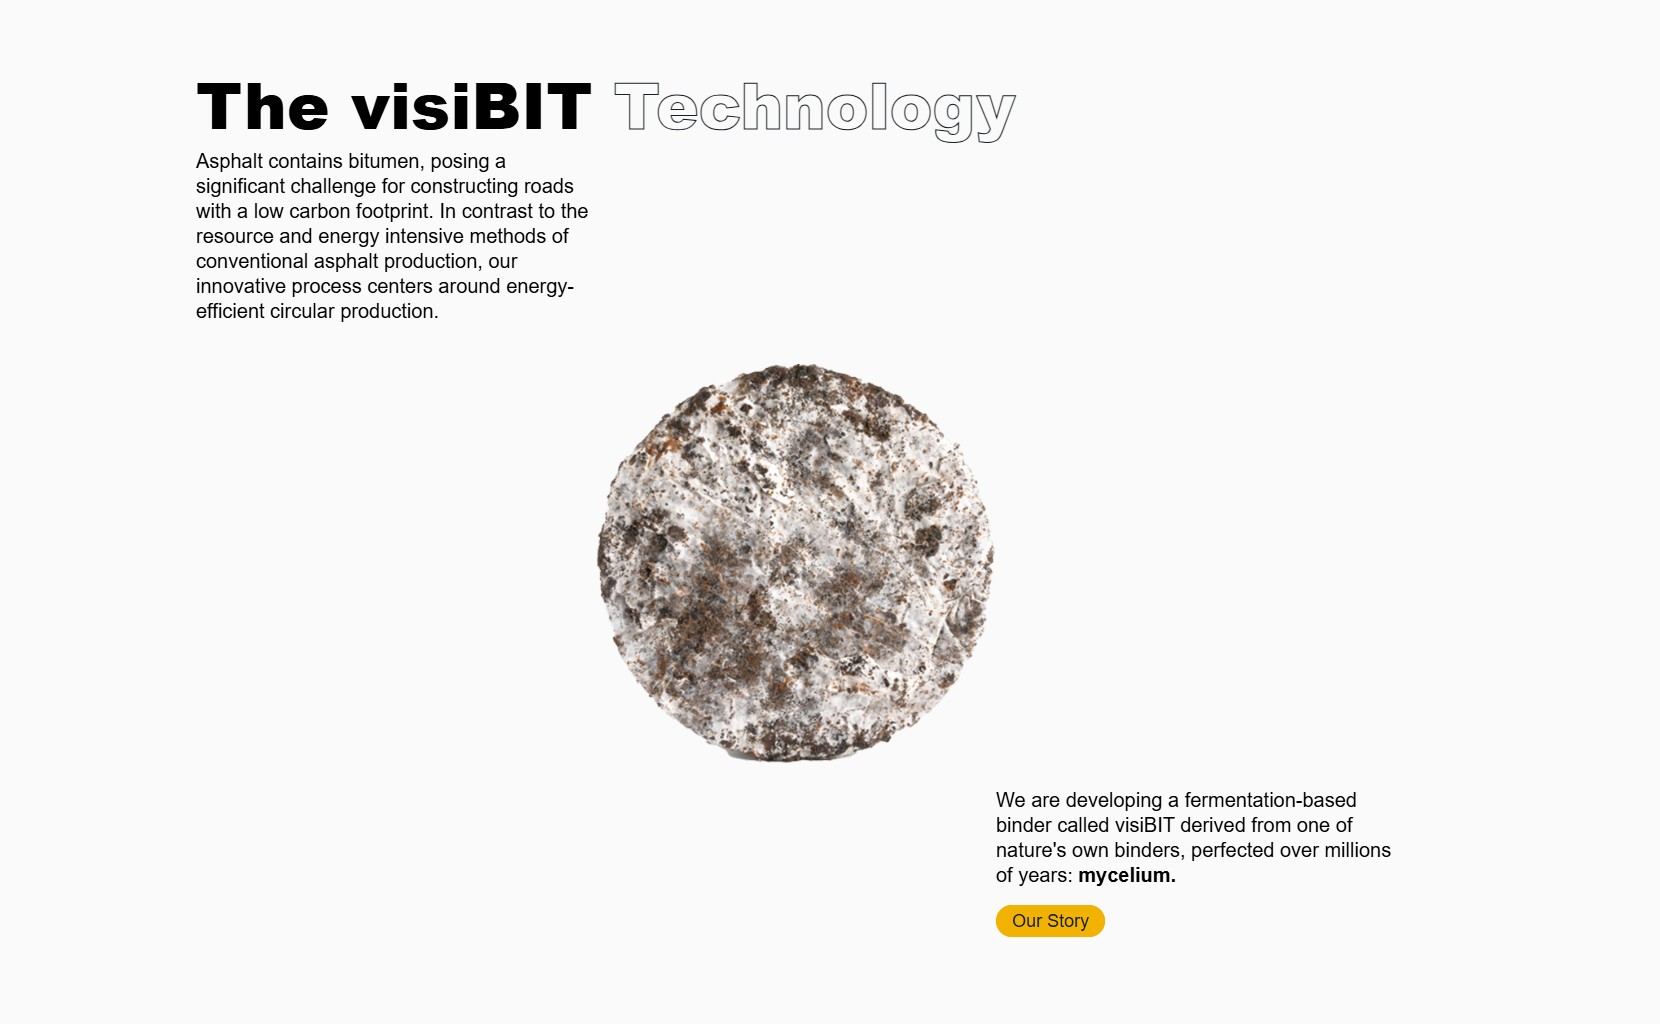 The visiBIT Technology
Asphalt contains bitumen, posing a
significant challenge for constructing roads
with a low carbon footprint. In contrast to the
resource and energy intensive methods of
conventional asphalt production, our
innovative process centers around energy-
efficient circular production.
We are developing a fermentation-based
binder called visiBIT derived from one of
nature's own binders, perfected over millions
of years: mycelium.
Our Story